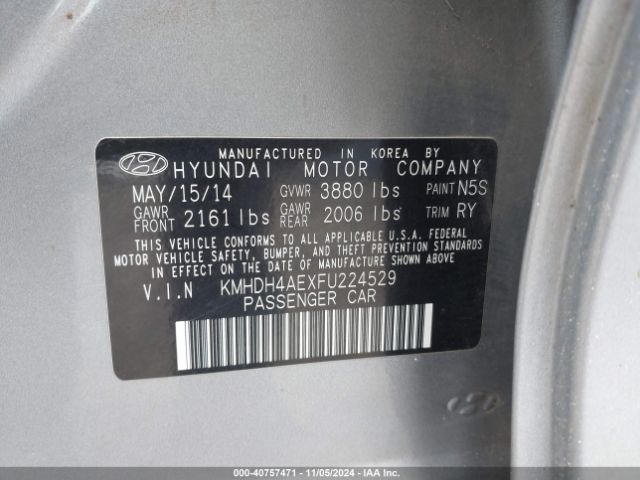 MANUFACTURED IN KOREA BY
HYUNDAI MOTOR COMPANY
MAY/15/14 GVWR 3880 lbs PAINT N5S
GAWR FRONT 2161 lbs GAWR REAR 2006 lbs TRIM RY
THIS VEHICLE CONFORMS TO ALL APPLICABLE U.S.A. FEDERAL
MOTOR VEHICLE SAFETY, BUMPER, AND THEFT PREVENTION STANDARDS
IN EFFECT ON THE DATE OF MANUFACTURE SHOWN ABOVE
V.I.N KMHDH4AEXFU224529
PASSENGER CAR
000-40757471 - 11/05/2024 - IAA Inc.